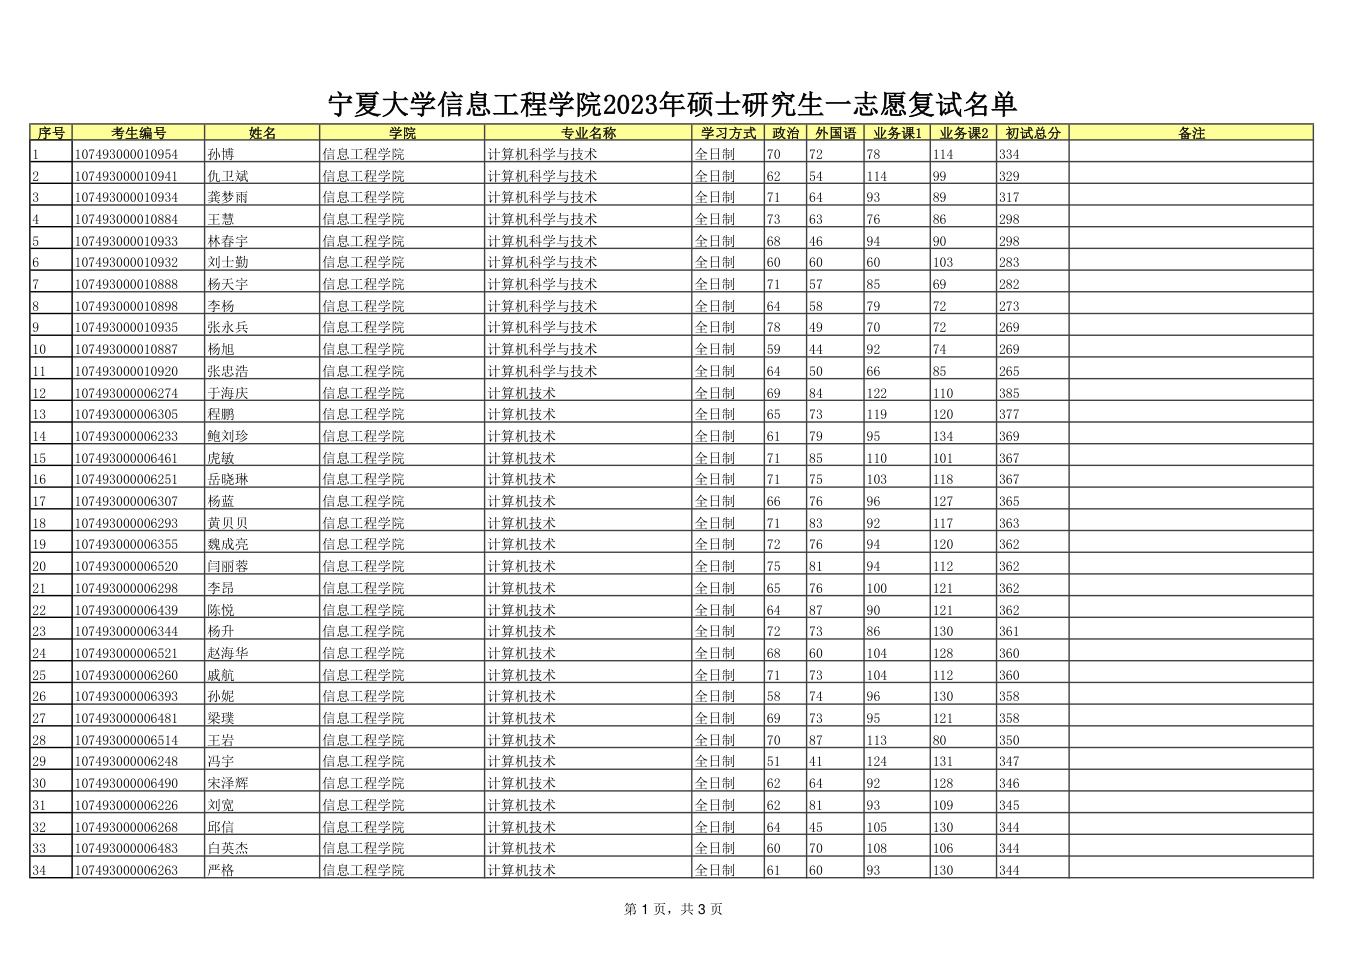 宁夏大学信息工程学院2023年硕士研究生一志愿复试名单
序号 考生编号 姓名 学院 专业名称 学习方式 政治 外国语 业务课1 业务课2 初试总分 备注
1 107493000010954 孙博 信息工程学院 计算机科学与技术 全日制 70 72 78 114 334
2 107493000010941 仇卫斌 信息工程学院 计算机科学与技术 全日制 62 54 114 99 329
3 107493000010934 龚梦雨 信息工程学院 计算机科学与技术 全日制 71 64 93 89 317
4 107493000010884 王慧 信息工程学院 计算机科学与技术 全日制 73 63 76 86 298
5 107493000010933 林春宇 信息工程学院 计算机科学与技术 全日制 68 46 94 90 298
6 107493000010932 刘士勤 信息工程学院 计算机科学与技术 全日制 60 60 60 103 283
7 107493000010888 杨天宇 信息工程学院 计算机科学与技术 全日制 71 57 85 69 282
8 107493000010898 李杨 信息工程学院 计算机科学与技术 全日制 64 58 79 72 273
9 107493000010935 张永兵 信息工程学院 计算机科学与技术 全日制 78 49 70 72 269
10 107493000010887 杨旭 信息工程学院 计算机科学与技术 全日制 59 44 92 74 269
11 107493000010920 张忠浩 信息工程学院 计算机科学与技术 全日制 64 50 66 85 265
12 107493000006274 于海庆 信息工程学院 计算机技术 全日制 69 84 122 110 385
13 107493000006305 程鹏 信息工程学院 计算机技术 全日制 65 73 119 120 377
14 107493000006233 鲍刘珍 信息工程学院 计算机技术 全日制 61 79 95 134 369
15 107493000006461 虎敏 信息工程学院 计算机技术 全日制 71 85 110 101 367
16 107493000006251 岳晓琳 信息工程学院 计算机技术 全日制 71 75 103 118 367
17 107493000006307 杨蓝 信息工程学院 计算机技术 全日制 66 76 96 127 365
18 107493000006293 黄贝贝 信息工程学院 计算机技术 全日制 71 83 92 117 363
19 107493000006355 魏成亮 信息工程学院 计算机技术 全日制 72 76 94 120 362
20 107493000006520 闫丽蓉 信息工程学院 计算机技术 全日制 75 81 94 112 362
21 107493000006298 李昂 信息工程学院 计算机技术 全日制 65 76 100 121 362
22 107493000006439 陈悦 信息工程学院 计算机技术 全日制 64 87 90 121 362
23 107493000006344 杨升 信息工程学院 计算机技术 全日制 72 73 86 130 361
24 107493000006521 赵海华 信息工程学院 计算机技术 全日制 68 60 104 128 360
25 107493000006260 戚航 信息工程学院 计算机技术 全日制 71 73 104 112 360
26 107493000006393 孙妮 信息工程学院 计算机技术 全日制 58 74 96 130 358
27 107493000006481 梁璞 信息工程学院 计算机技术 全日制 69 73 95 121 358
28 107493000006514 王岩 信息工程学院 计算机技术 全日制 70 87 113 80 350
29 107493000006248 冯宇 信息工程学院 计算机技术 全日制 51 41 124 131 347
30 107493000006490 宋泽辉 信息工程学院 计算机技术 全日制 62 64 92 128 346
31 107493000006226 刘宽 信息工程学院 计算机技术 全日制 62 81 93 109 345
32 107493000006268 邱信 信息工程学院 计算机技术 全日制 64 45 105 130 344
33 107493000006483 白英杰 信息工程学院 计算机技术 全日制 60 70 108 106 344
34 107493000006263 严格 信息工程学院 计算机技术 全日制 61 60 93 130 344
第 1 页，共 3 页